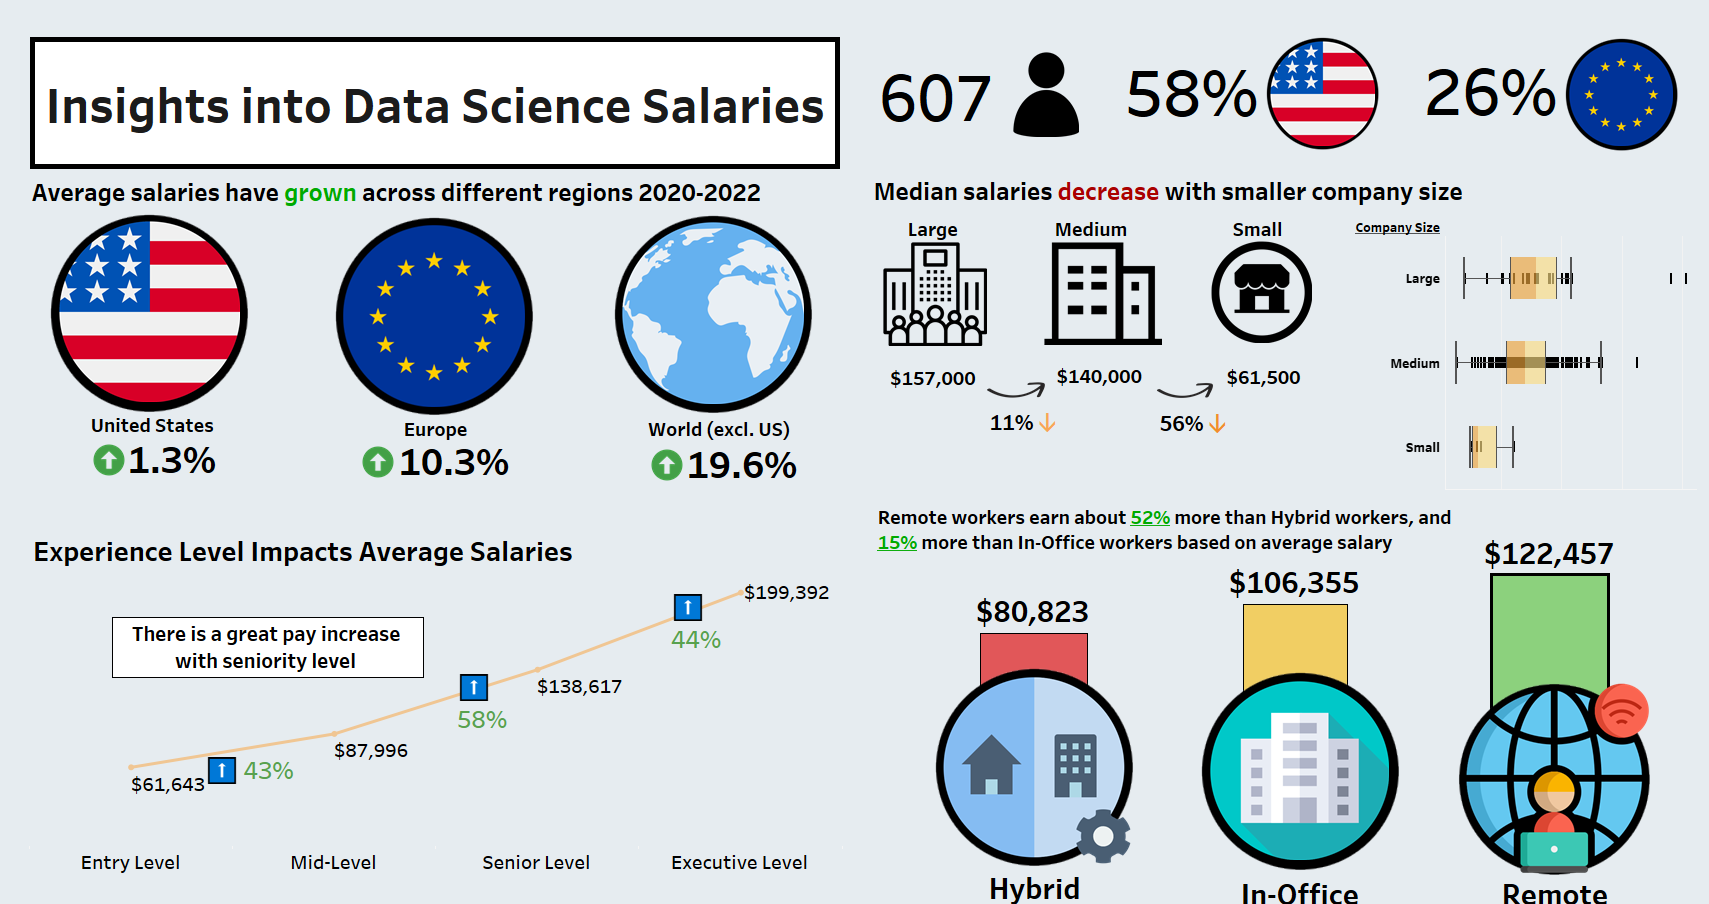 Insights into Data Science Salaries
607
58%
26%
Average salaries have grown across different regions 2020-2022
United States
1.3%
Europe
10.3%
World (excl. US)
19.6%
Median salaries decrease with smaller company size
Large
Medium
Small
$157,000
$140,000
$61,500
11%
56%
Company Size
Large
Medium
Small
Experience Level Impacts Average Salaries
There is a great pay increase
with seniority level
$61,643
43%
$87,996
58%
$138,617
44%
$199,392
Entry Level
Mid-Level
Senior Level
Executive Level
Remote workers earn about 52% more than Hybrid workers, and
15% more than In-Office workers based on average salary
$80,823
$106,355
$122,457
Hybrid
In-Office
Remote